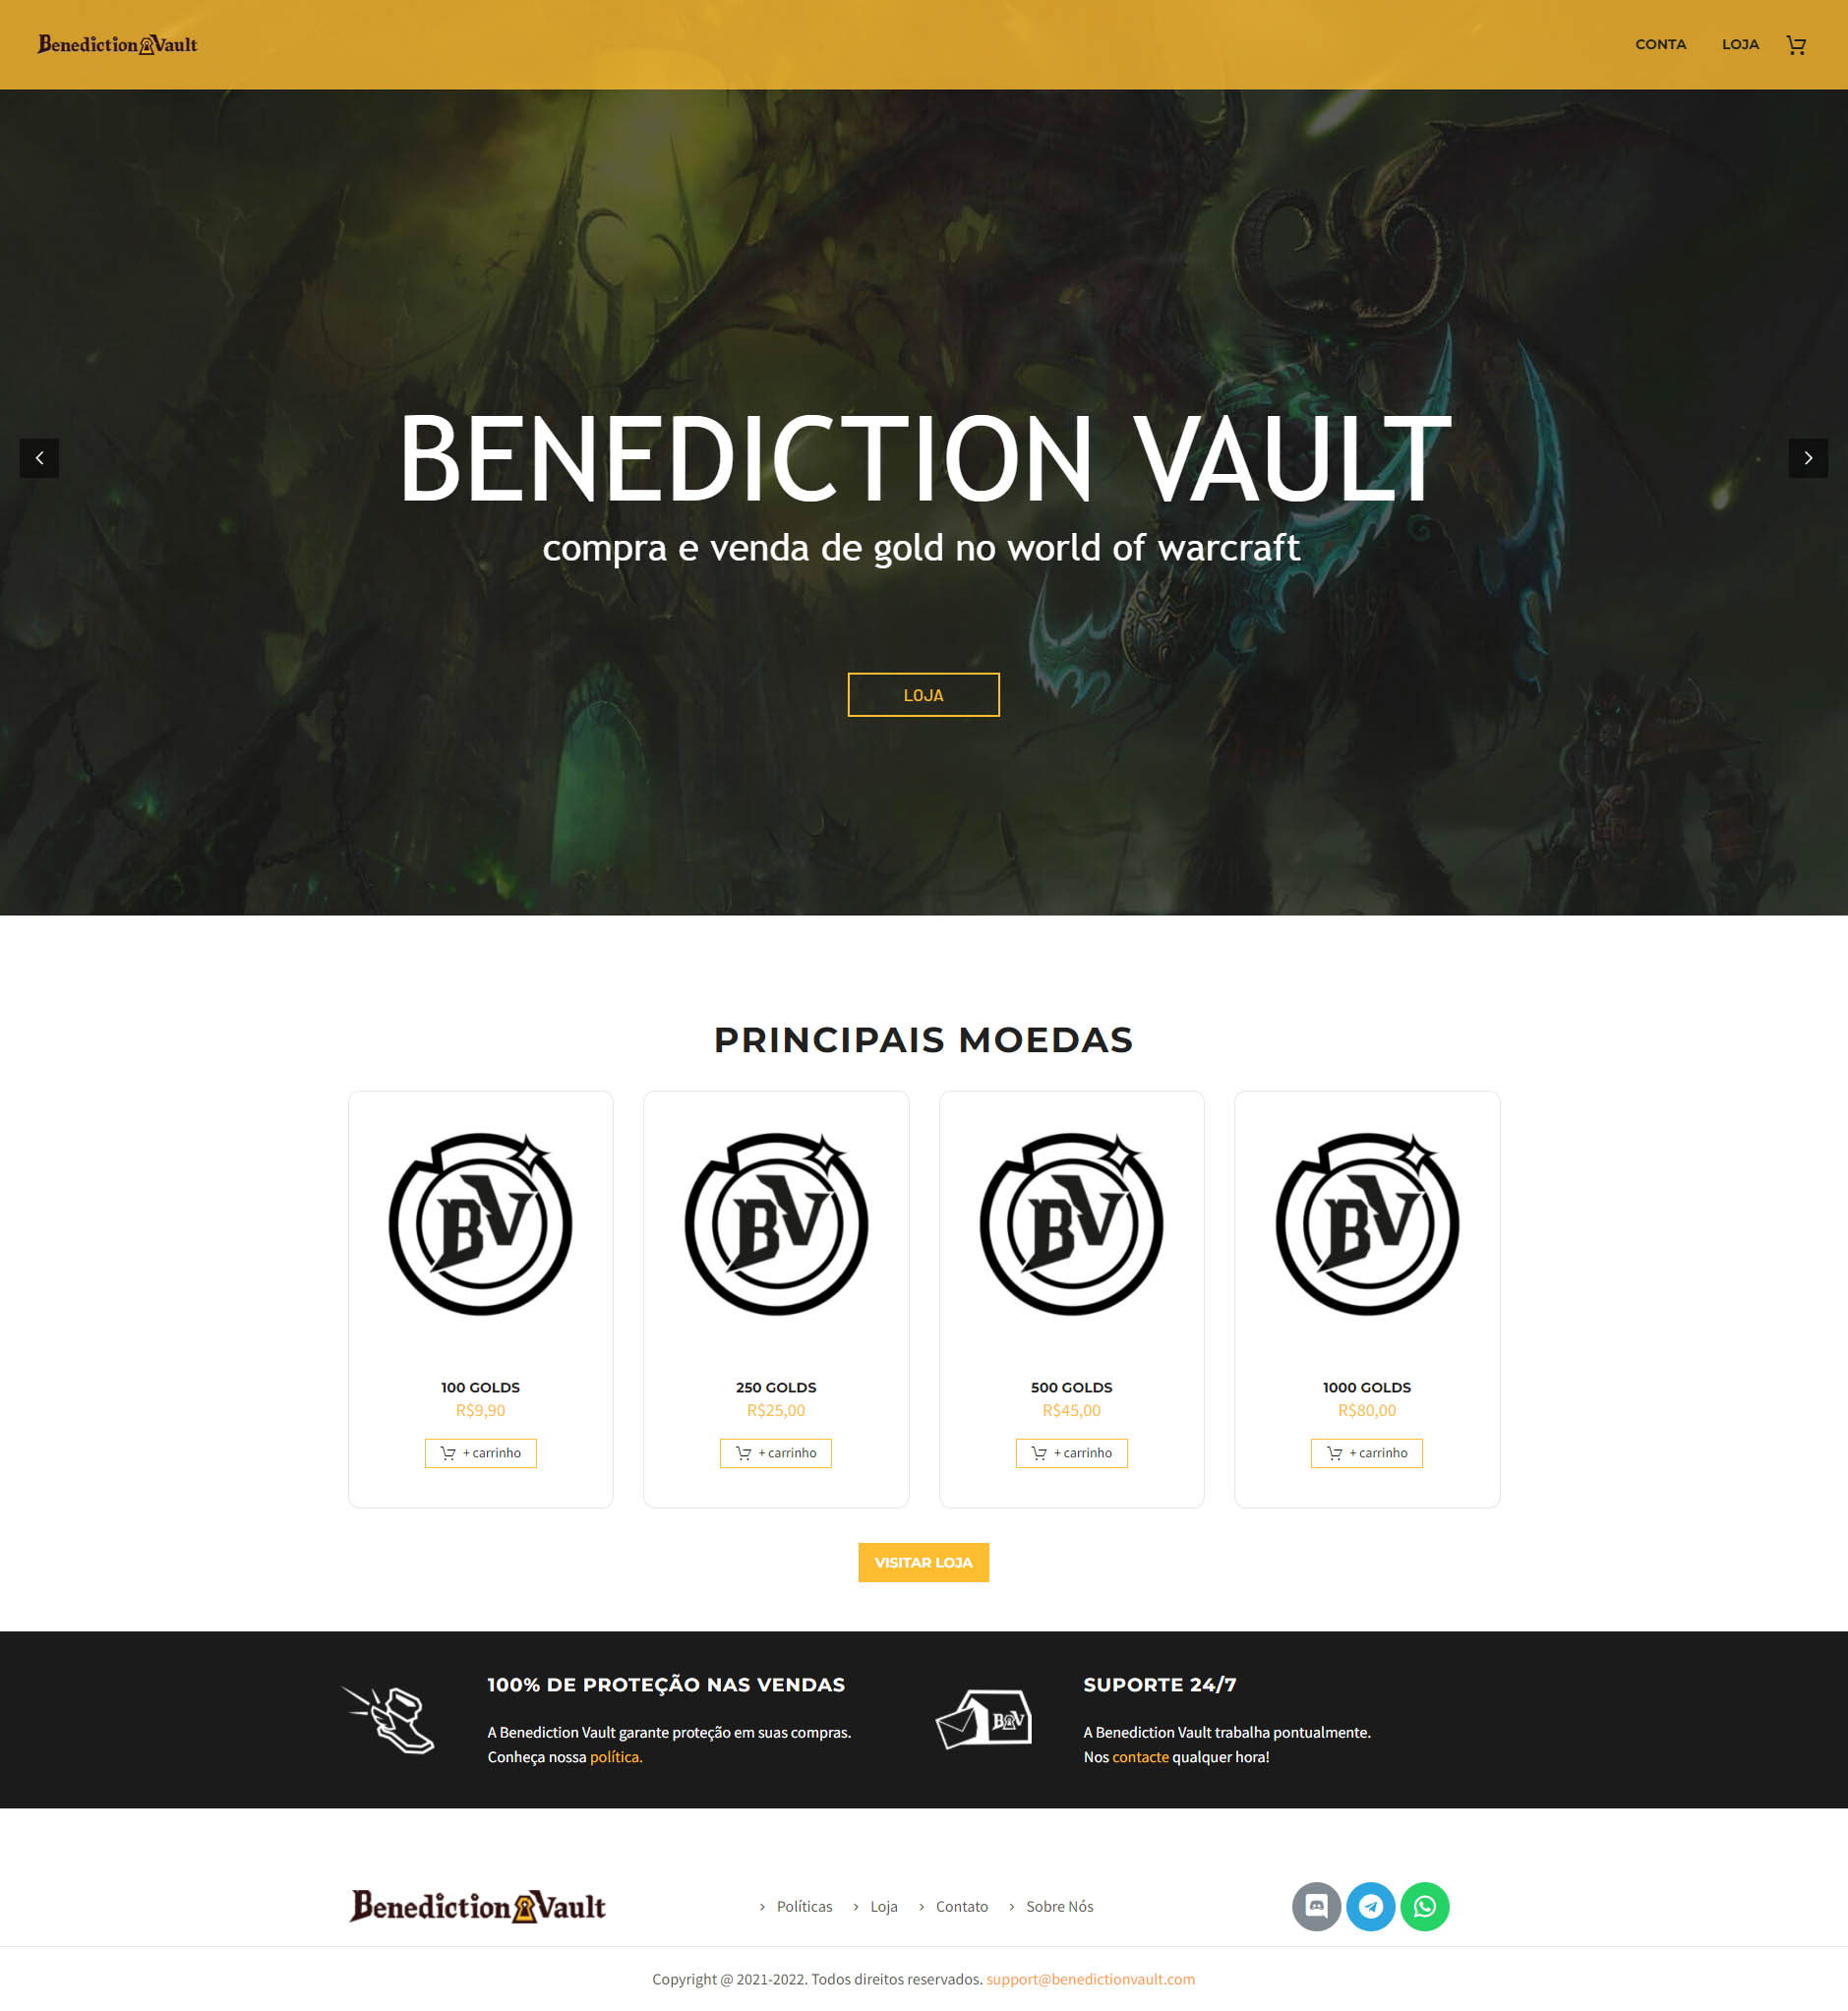 Benediction Vault
CONTA LOJA
BENEDICTION VAULT
compra e venda de gold no world of warcraft
LOJA
PRINCIPAIS MOEDAS
BV
100 GOLDS
R$9,90
+ carrinho
BV
250 GOLDS
R$25,00
+ carrinho
BV
500 GOLDS
R$45,00
+ carrinho
BV
1000 GOLDS
R$80,00
+ carrinho
VISITAR LOJA
100% DE PROTEÇÃO NAS VENDAS
A Benediction Vault garante proteção em suas compras.
Conheça nossa política.
BV
SUPORTE 24/7
A Benediction Vault trabalha pontualmente.
Nos contacte qualquer hora!
Benediction Vault
Políticas Loja Contato Sobre Nós
Copyright @ 2021-2022. Todos direitos reservados. support@benedictionvault.com